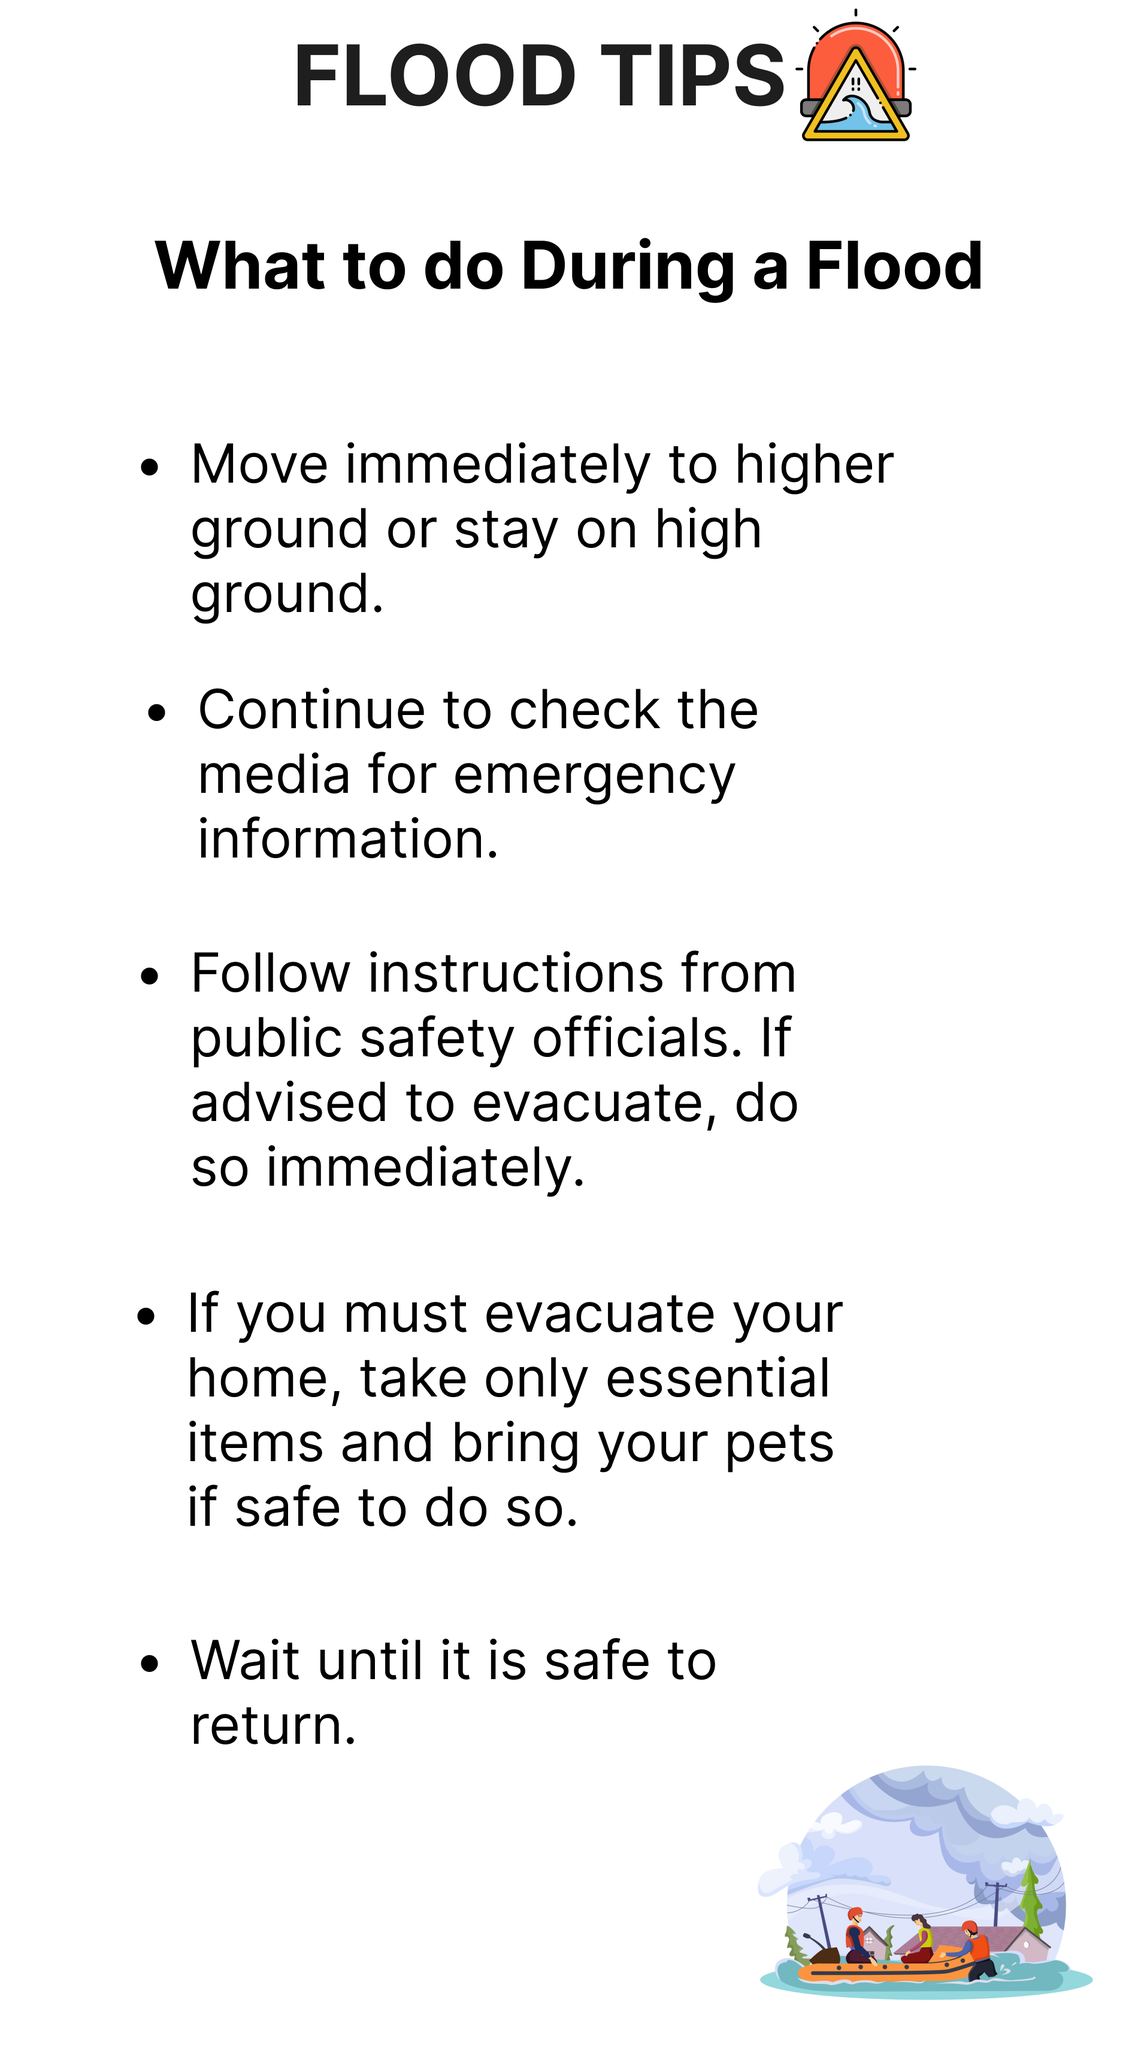 FLOOD TIPS
What to do During a Flood
• Move immediately to higher
ground or stay on high
ground.
• Continue to check the
media for emergency
information.
• Follow instructions from
public safety officials. If
advised to evacuate, do
so immediately.
• If you must evacuate your
home, take only essential
items and bring your pets
if safe to do so.
• Wait until it is safe to
return.